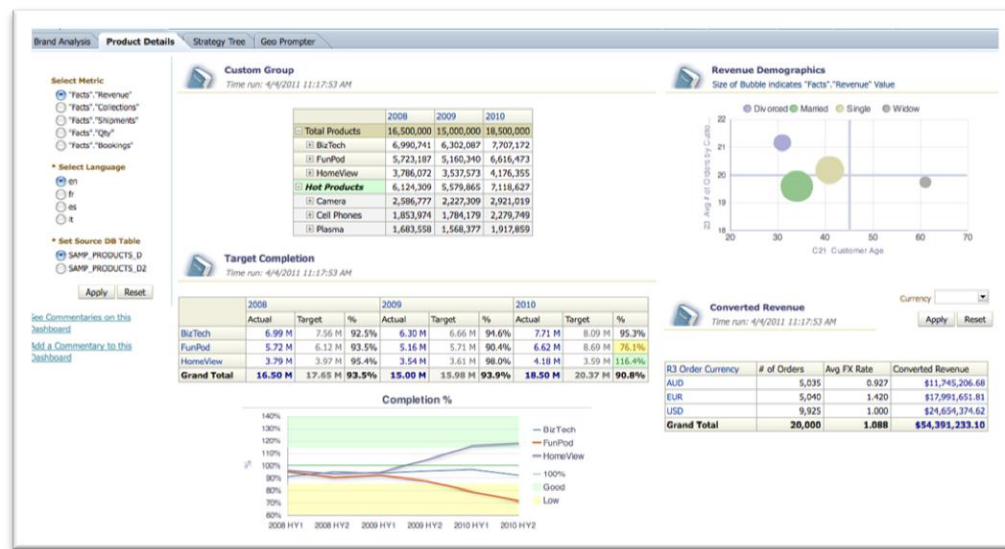 Brand Analysis Product Details Strategy Tree Geo Prompter
Select Metric
"Facts"."Revenue"
"Facts"."Collections"
"Facts"."Shipments"
"Facts"."Qty"
"Facts"."Bookings"
* Select Language
en
fr
es
it
* Set Source DB Table
SAMP_PRODUCTS_D
SAMP_PRODUCTS_D2
Apply Reset
See Commentaries on this
Dashboard
Add a Commentary to this
Dashboard
Custom Group
Time run: 4/4/2011 11:17:53 AM
2008 2009 2010
Total Products 16,500,000 15,000,000 18,500,000
BizTech 6,990,741 6,302,087 7,707,172
FunPod 5,723,187 5,160,340 6,616,473
HomeView 3,786,072 3,537,573 4,176,355
Hot Products 6,124,309 5,579,865 7,118,627
Camera 2,586,777 2,227,309 2,921,019
Cell Phones 1,853,974 1,784,179 2,279,749
Plasma 1,683,558 1,568,377 1,917,859
Target Completion
Time run: 4/4/2011 11:17:53 AM
2008 2009 2010
Actual Target % Actual Target % Actual Target %
BizTech 6.99 M 7.56 M 92.5% 6.30 M 6.66 M 94.6% 7.71 M 8.09 M 95.3%
FunPod 5.72 M 6.12 M 93.5% 5.16 M 5.71 M 90.4% 6.62 M 8.69 M 76.1%
HomeView 3.79 M 3.97 M 95.4% 3.54 M 3.61 M 98.0% 4.18 M 3.59 M 116.4%
Grand Total 16.50 M 17.65 M 93.5% 15.00 M 15.98 M 93.9% 18.50 M 20.37 M 90.8%
Completion %
140%
130%
120%
110%
100%
90%
80%
70%
60%
%
2008 HY1 2008 HY2 2009 HY1 2009 HY2 2010 HY1 2010 HY2
BizTech
FunPod
HomeView
100%
Good
Low
Revenue Demographics
Size of Bubble indicates "Facts"."Revenue" Value
Divorced Married Single Widow
23 Avg # of Orders by Custo...
22
21
20
19
18
20 30 40 50 60 70
C21 Customer Age
Currency
Converted Revenue
Time run: 4/4/2011 11:17:53 AM
Apply Reset
R3 Order Currency # of Orders Avg FX Rate Converted Revenue
AUD 5,035 0.927 $11,745,206.68
EUR 5,040 1.420 $17,991,651.81
USD 9,925 1.000 $24,654,374.62
Grand Total 20,000 1.088 $54,391,233.10